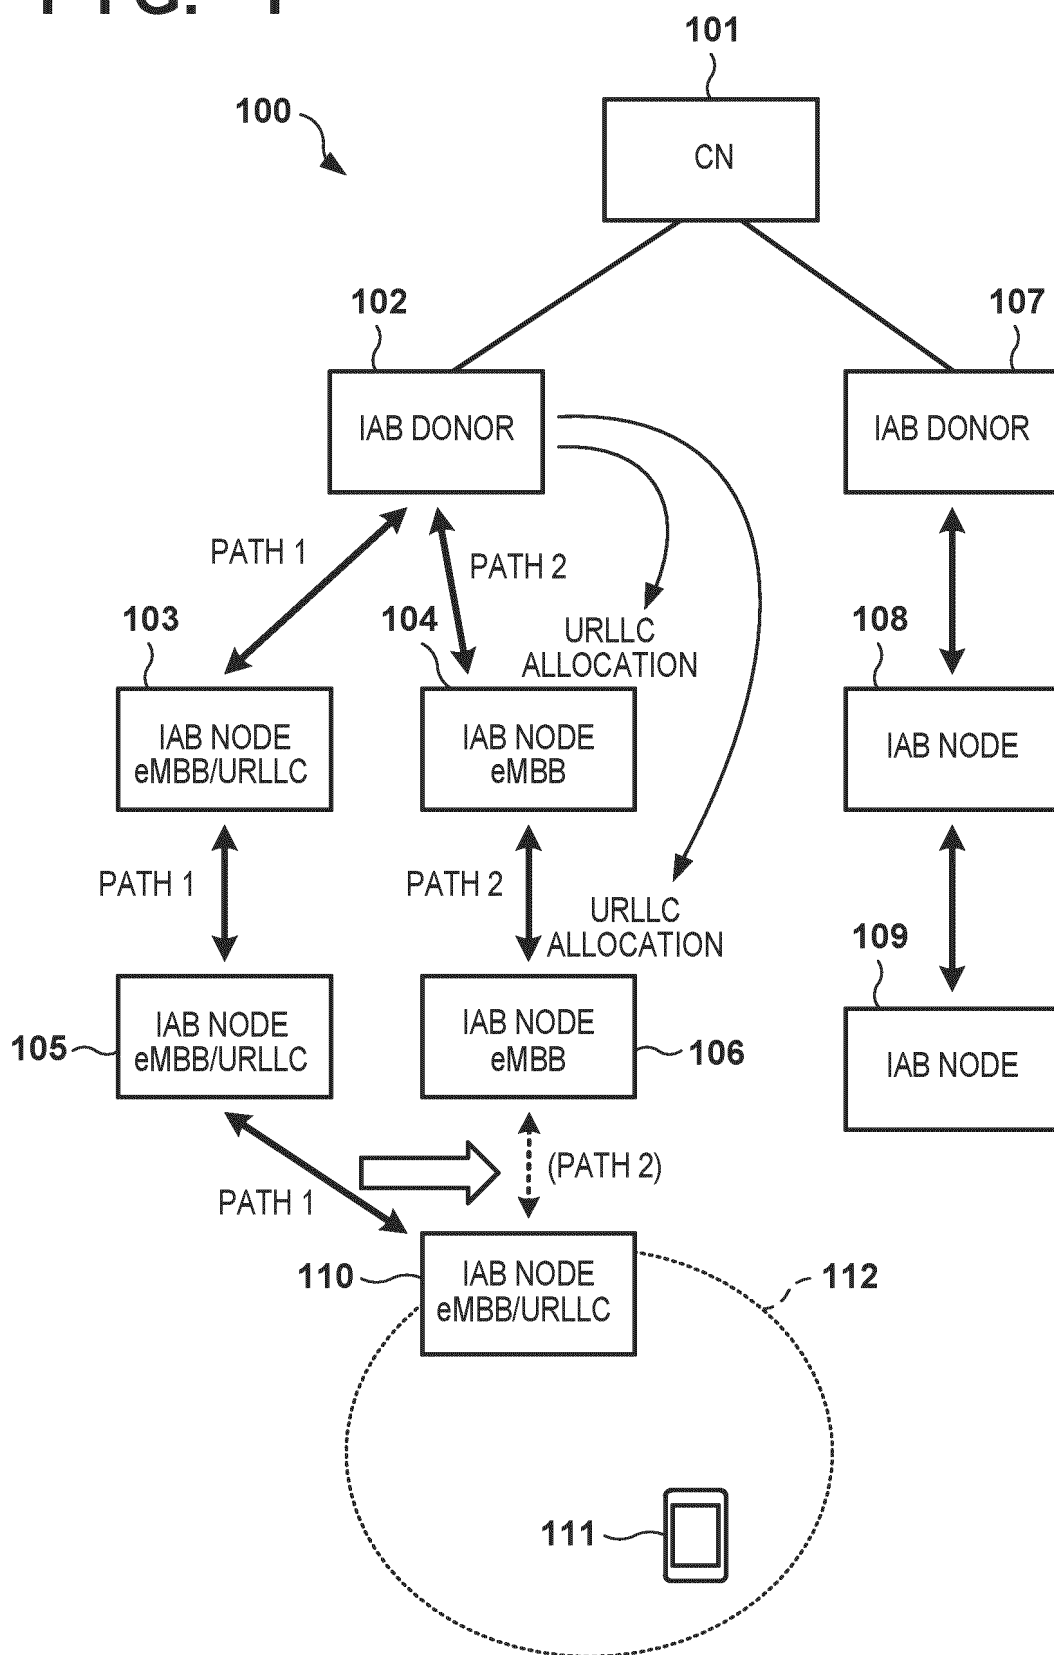 FIG. 1
101
100
CN
102
107
IAB DONOR
IAB DONOR
PATH 1
PATH 2
103
104
108
URLLC
ALLOCATION
IAB NODE
eMBB/URLLC
IAB NODE
eMBB
IAB NODE
PATH 1
PATH 2
URLLC
ALLOCATION
109
105
IAB NODE
eMBB/URLLC
IAB NODE
eMBB
106
IAB NODE
PATH 1
(PATH 2)
110
IAB NODE
eMBB/URLLC
112
111